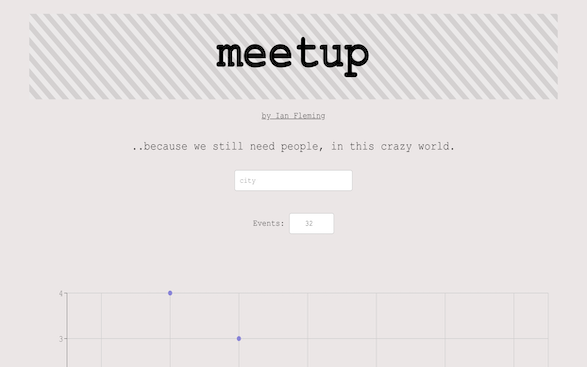 meetup
by Ian Fleming
..because we still need people, in this crazy world.
city
Events: 32
4
3